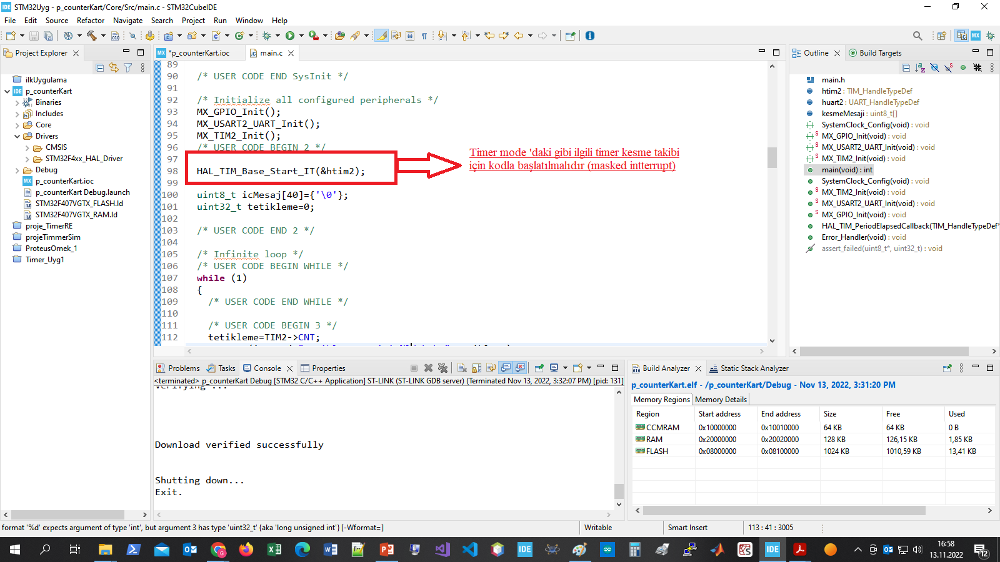 STM32Uyg - p_counterKart/Core/Src/main.c - STM32CubeIDE
File Edit Source Refactor Navigate Search Project Run Window Help
Project Explorer
ilkUygulama
p_counterKart
Binaries
Includes
Core
Drivers
CMSIS
STM32F4xx_HAL_Driver
Debug
p_counterKart.ioc
p_counterKart Debug.launch
STM32F407VGTX_FLASH.ld
STM32F407VGTX_RAM.ld
proje_TimerRE
projeTimmerSim
ProteusOrnek_1
Timer_Uyg1
*p_counterKart.ioc
main.c
89
90 /* USER CODE END SysInit */
91
92 /* Initialize all configured peripherals */
93 MX_GPIO_Init();
94 MX_USART2_UART_Init();
95 MX_TIM2_Init();
96 /* USER CODE BEGIN 2 */
97
98 HAL_TIM_Base_Start_IT(&htim2);
99
100 uint8_t icMesaj[40]={'\0'};
101 uint32_t tetikleme=0;
102
103 /* USER CODE END 2 */
104
105 /* Infinite loop */
106 /* USER CODE BEGIN WHILE */
107 while (1)
108 {
109 /* USER CODE END WHILE */
110
111 /* USER CODE BEGIN 3 */
112 tetikleme=TIM2->CNT;
Timer mode 'daki gibi ilgili timer kesme takibi
için kodla başlatılmalıdır (masked intterrupt)
Outline
Build Targets
main.h
htim2 : TIM_HandleTypeDef
huart2 : UART_HandleTypeDef
kesmeMesaji : uint8_t[]
SystemClock_Config(void) : void
MX_GPIO_Init(void) : void
MX_USART2_UART_Init(void) : void
MX_TIM2_Init(void) : void
main(void) : int
SystemClock_Config(void) : void
MX_TIM2_Init(void) : void
MX_USART2_UART_Init(void) : void
MX_GPIO_Init(void) : void
HAL_TIM_PeriodElapsedCallback(TIM_HandleTypeDef*
Error_Handler(void) : void
assert_failed(uint8_t*, uint32_t) : void
Problems Tasks Console Properties
<terminated> p_counterKart Debug [STM32 C/C++ Application] ST-LINK (ST-LINK GDB server) (Terminated Nov 13, 2022, 3:32:07 PM) [pid: 131]
Verifying ...
Download verified successfully
Shutting down...
Exit.
Build Analyzer
Static Stack Analyzer
p_counterKart.elf - /p_counterKart/Debug - Nov 13, 2022, 3:31:20 PM
Memory Regions Memory Details
Region Start address End address Size Free Used
CCMRAM 0x10000000 0x10010000 64 KB 64 KB 0 B
RAM 0x20000000 0x20020000 128 KB 126,15 KB 1,85 KB
FLASH 0x08000000 0x08100000 1024 KB 1010,59 KB 13,41 KB
format '%d' expects argument of type 'int', but argument 3 has type 'uint32_t' {aka 'long unsigned int'} [-Wformat=]
Writable
Smart Insert
113 : 41 : 3005
16:58
13.11.2022
12